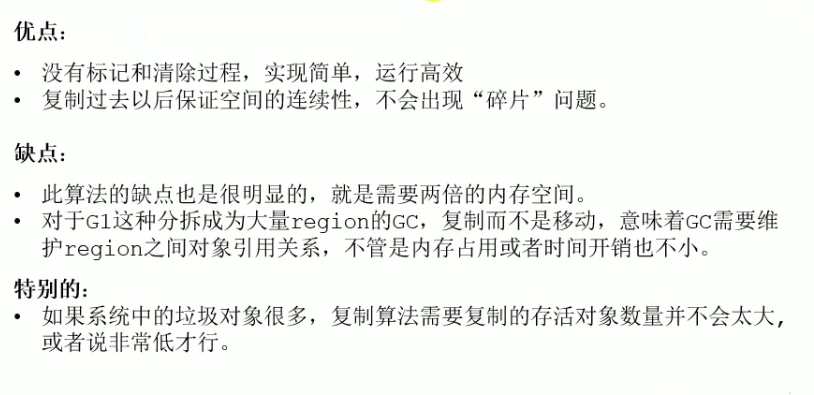 优点：
• 没有标记和清除过程，实现简单，运行高效
• 复制过去以后保证空间的连续性，不会出现“碎片”问题。
缺点：
• 此算法的缺点也是很明显的，就是需要两倍的内存空间。
• 对于G1这种分拆成为大量region的GC，复制而不是移动，意味着GC需要维
护region之间对象引用关系，不管是内存占用或者时间开销也不小。
特别的：
• 如果系统中的垃圾对象很多，复制算法需要复制的存活对象数量并不会太大，
或者说非常低才行。